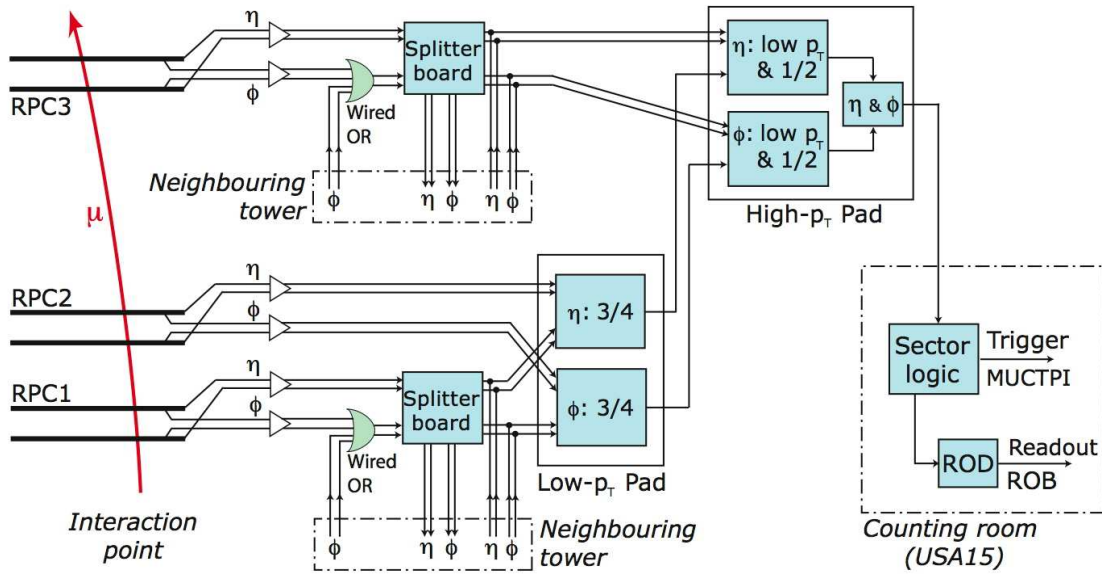 η
Splitter
board
η: low pT
& 1/2
η & ϕ
ϕ: low pT
& 1/2
High-pT Pad
ϕ
RPC3
Wired
OR
Neighbouring
tower
ϕ
η
ϕ
η
ϕ
μ
η
RPC2
ϕ
η: 3/4
ϕ: 3/4
Low-pT Pad
η
RPC1
ϕ
Splitter
board
Wired
OR
ϕ
η
ϕ
η
ϕ
Neighbouring
tower
Interaction
point
Sector
logic
Trigger
MUCTPI
ROD
Readout
ROB
Counting room
(USA15)